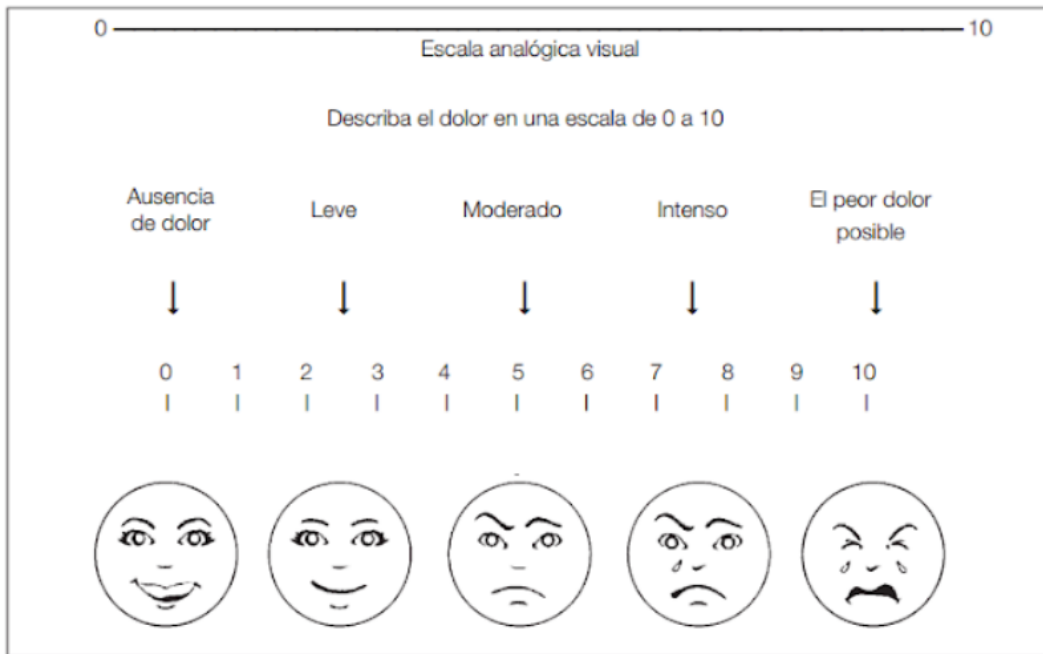 0 10
Escala analógica visual
Describa el dolor en una escala de 0 a 10
Ausencia
de dolor
Leve
Moderado
Intenso
El peor dolor
posible
0 1 2 3 4 5 6 7 8 9 10